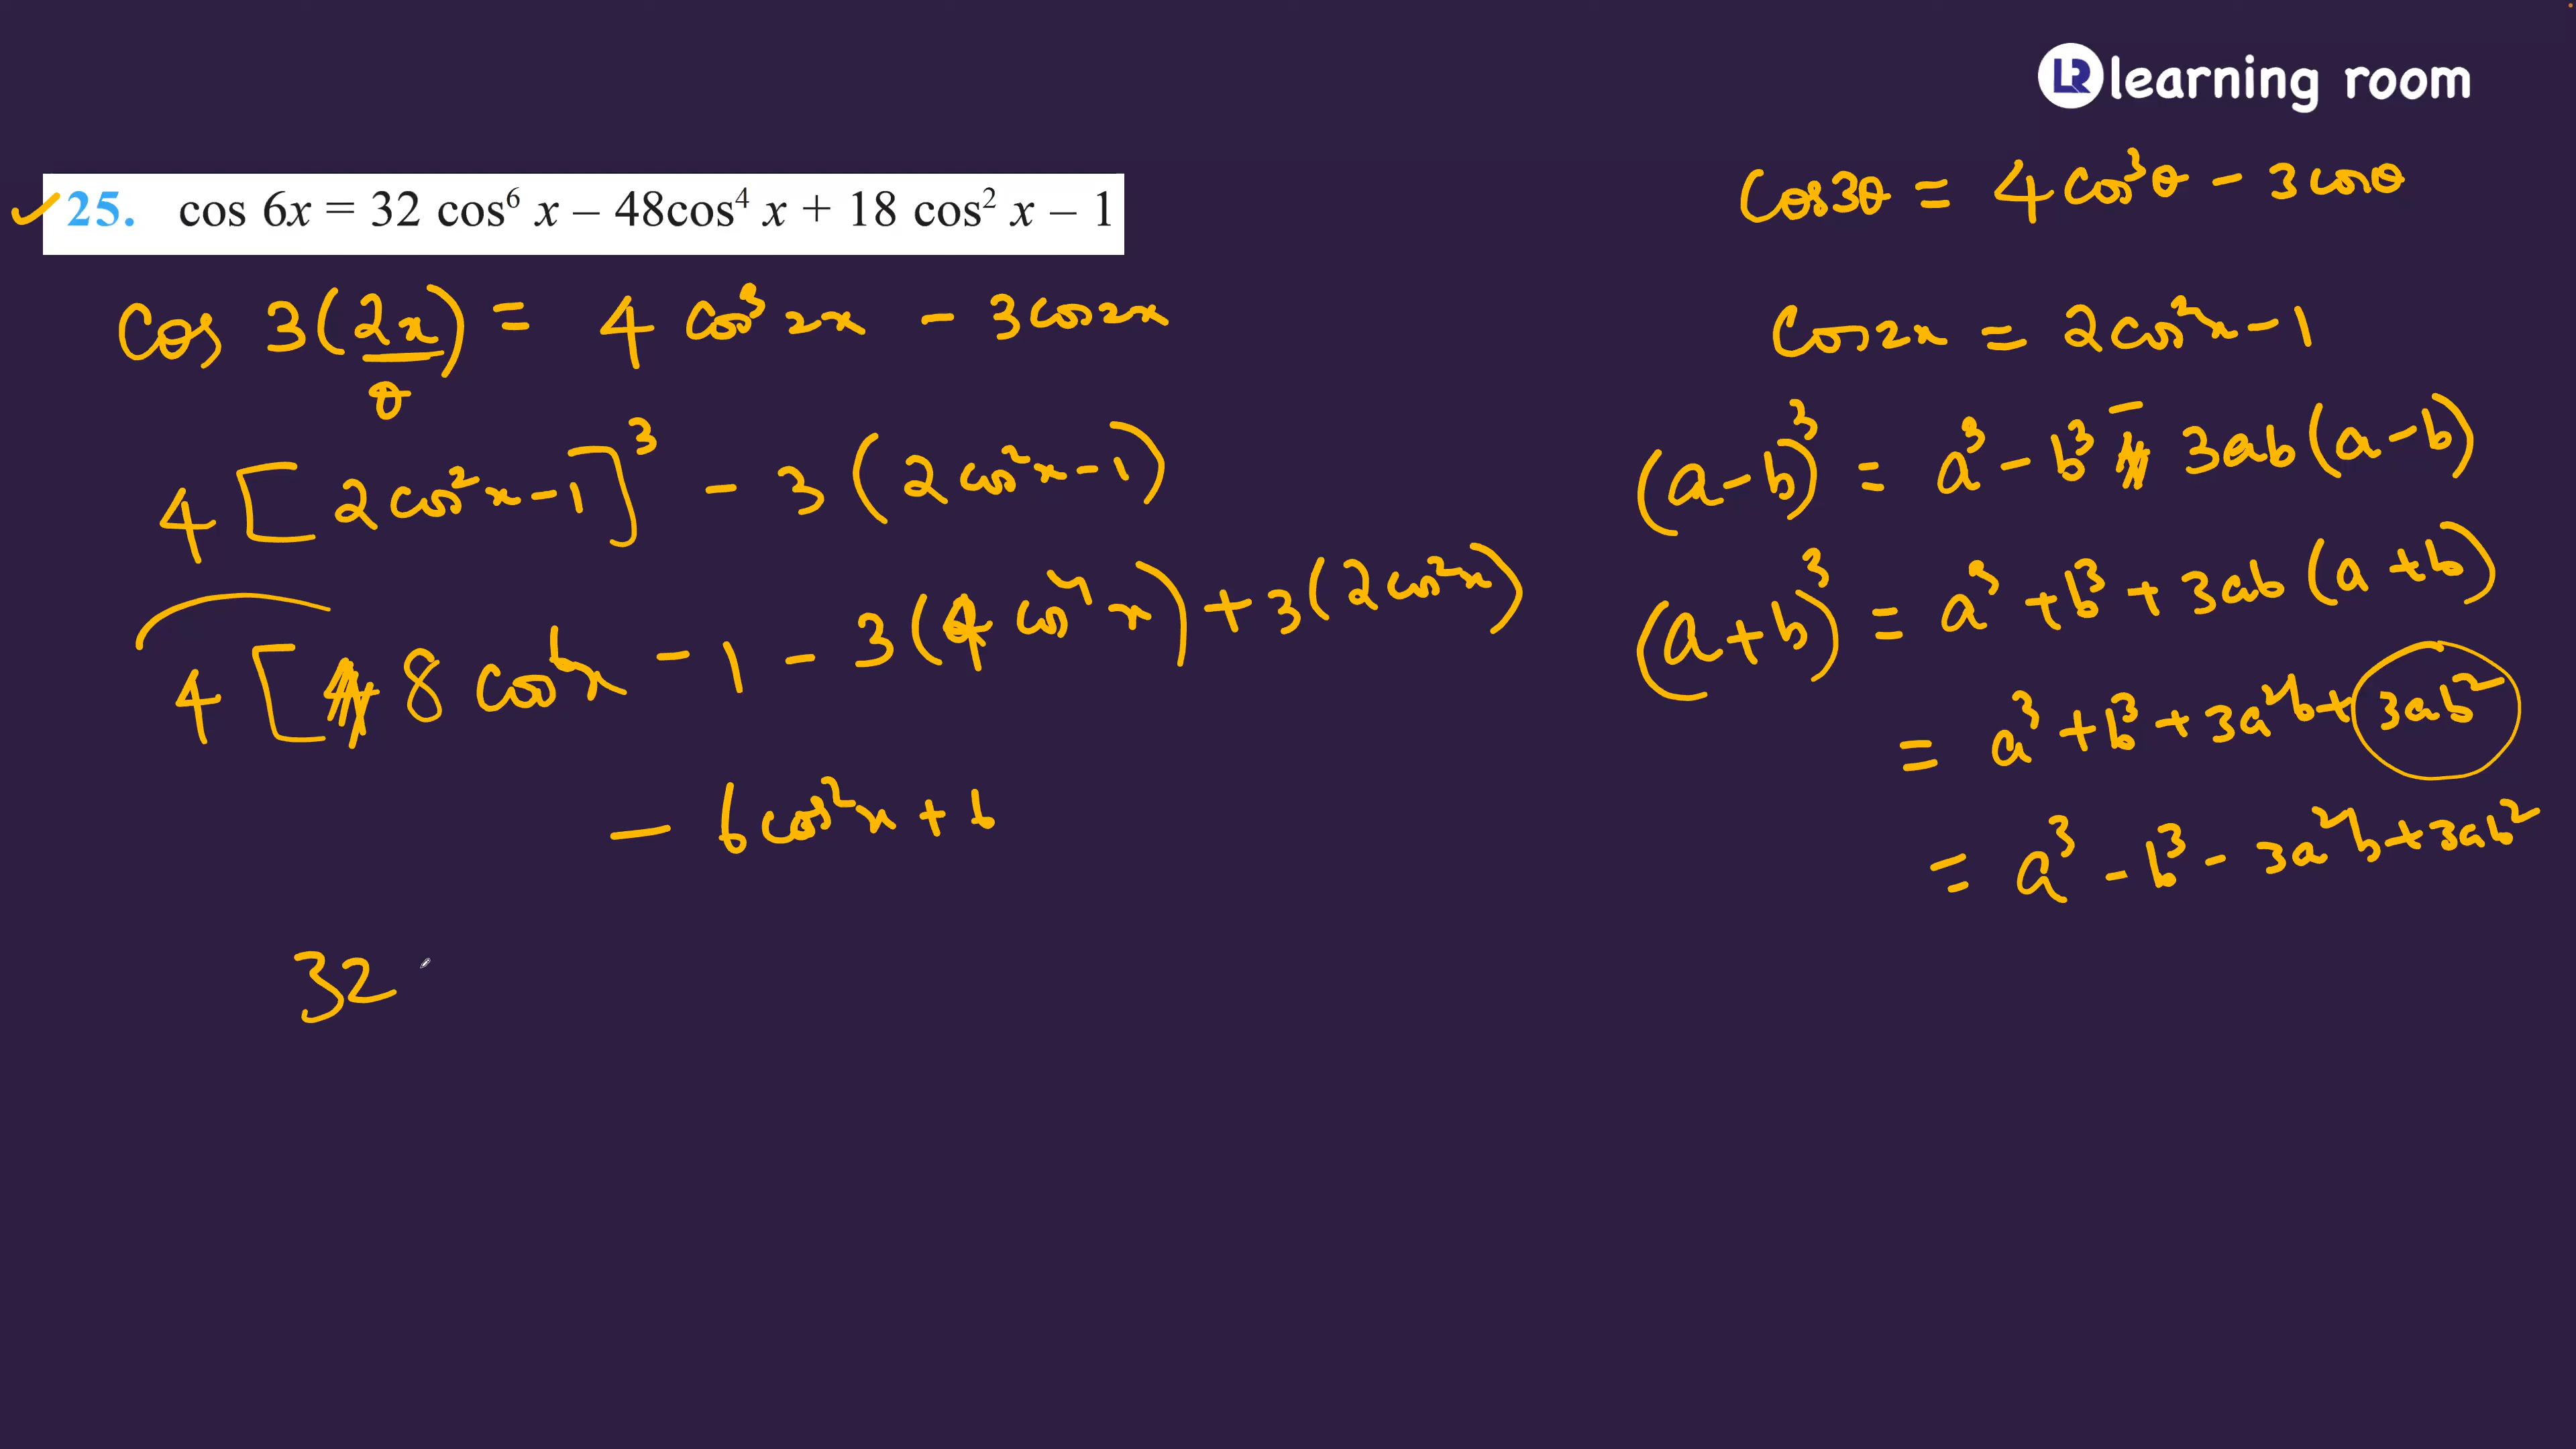 learning room
25. cos 6x = 32 cos⁶ x – 48cos⁴ x + 18 cos² x – 1
cos 3(2x) = 4 cos³ 2x - 3 cos2x
θ
4 [2cos²x - 1]³ - 3 (2cos²x - 1)
4 [ 8 cos⁶x - 1 - 3(4 cos⁴x) + 3(2cos²x)
- 6cos²x + 6
32
cos3θ = 4cos³θ - 3cosθ
cos2x = 2cos²x - 1
(a-b)³ = a³ - b³ - 3ab(a-b)
(a+b)³ = a³ + b³ + 3ab(a+b)
= a³ + b³ + 3a²b + 3ab²
= a³ - b³ - 3a²b + 3ab²